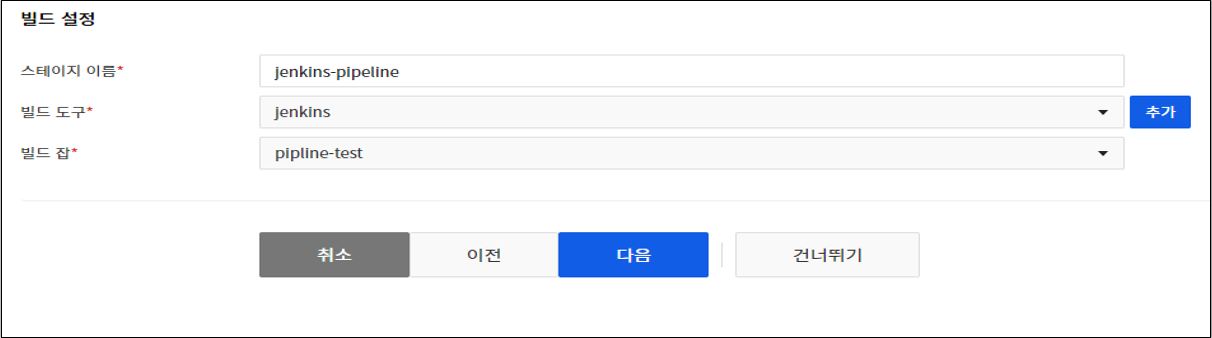 빌드 설정
스테이지 이름* jenkins-pipeline
빌드 도구* jenkins 추가
빌드 잡* pipline-test
취소 이전 다음 건너뛰기